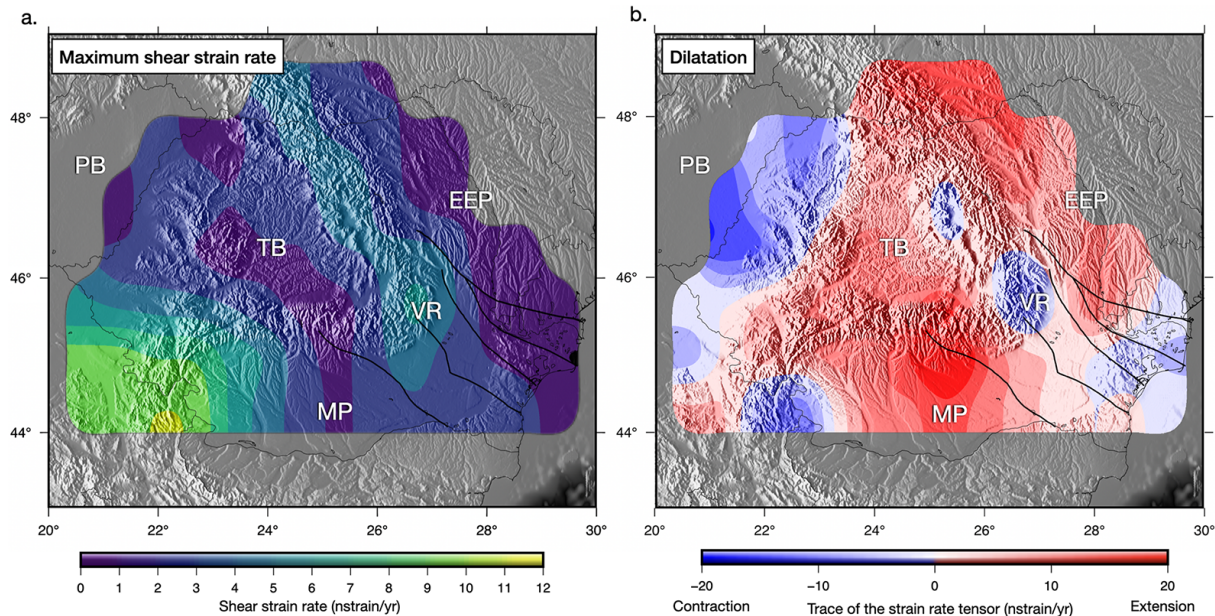 a.
Maximum shear strain rate
48°
46°
44°
PB
EEP
TB
VR
MP
20° 22° 24° 26° 28° 30°
0 1 2 3 4 5 6 7 8 9 10 11 12
Shear strain rate (nstrain/yr)
b.
Dilatation
48°
46°
44°
PB
EEP
TB
VR
MP
20° 22° 24° 26° 28° 30°
−20 −10 0 10 20
Contraction Trace of the strain rate tensor (nstrain/yr) Extension